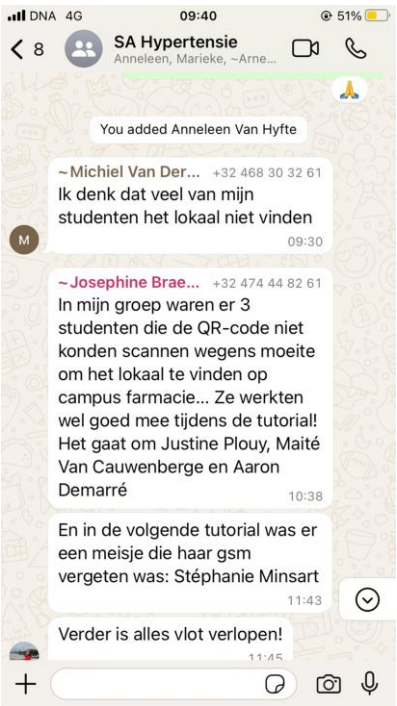 DNA 4G 09:40 51%
8 SA Hypertensie
Anneleen, Marieke, ~Arne...
You added Anneleen Van Hyfte
~Michiel Van Der... +32 468 30 32 61
Ik denk dat veel van mijn
studenten het lokaal niet vinden
M
09:30
~Josephine Brae... +32 474 44 82 61
In mijn groep waren er 3
studenten die de QR-code niet
konden scannen wegens moeite
om het lokaal te vinden op
campus farmacie... Ze werkten
wel goed mee tijdens de tutorial!
Het gaat om Justine Plouy, Maité
Van Cauwenberge en Aaron
Demarré
10:38
En in de volgende tutorial was er
een meisje die haar gsm
vergeten was: Stéphanie Minsart
11:43
Verder is alles vlot verlopen!
11:45